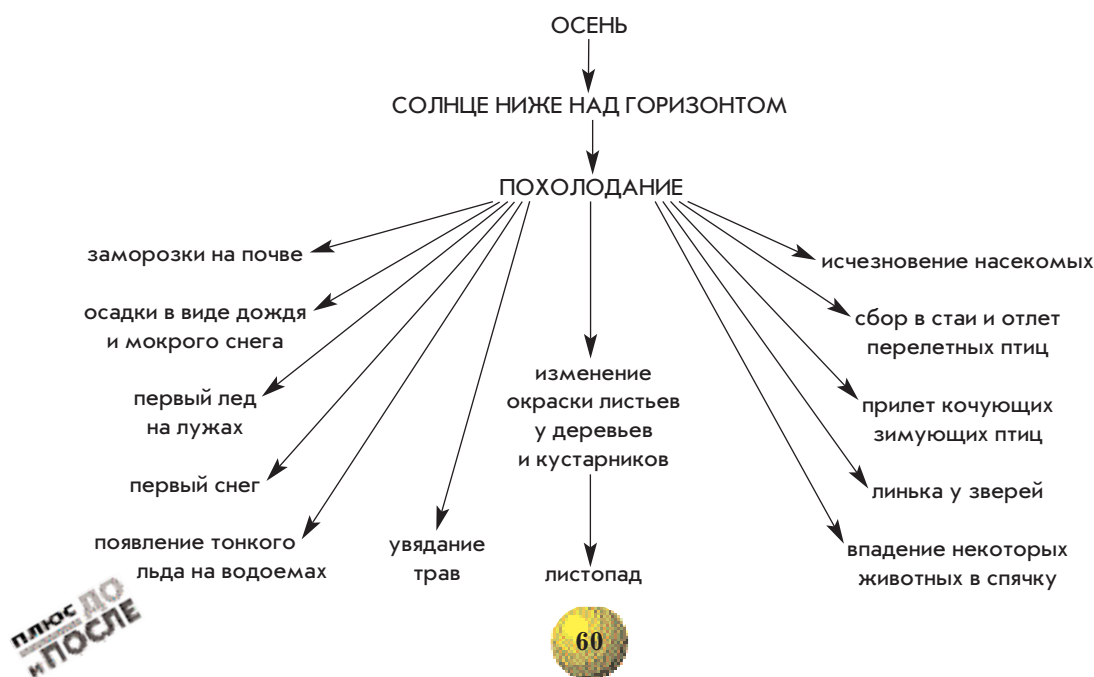 ОСЕНЬ
СОЛНЦЕ НИЖЕ НАД ГОРИЗОНТОМ
ПОХОЛОДАНИЕ
заморозки на почве
осадки в виде дождя
и мокрого снега
первый лед
на лужах
первый снег
появление тонкого
льда на водоемах
увядание
трав
изменение
окраски листьев
у деревьев
и кустарников
листопад
исчезновение насекомых
сбор в стаи и отлет
перелетных птиц
прилет кочующих
зимующих птиц
линька у зверей
впадение некоторых
животных в спячку
плюс ДО
и ПОСЛЕ
60